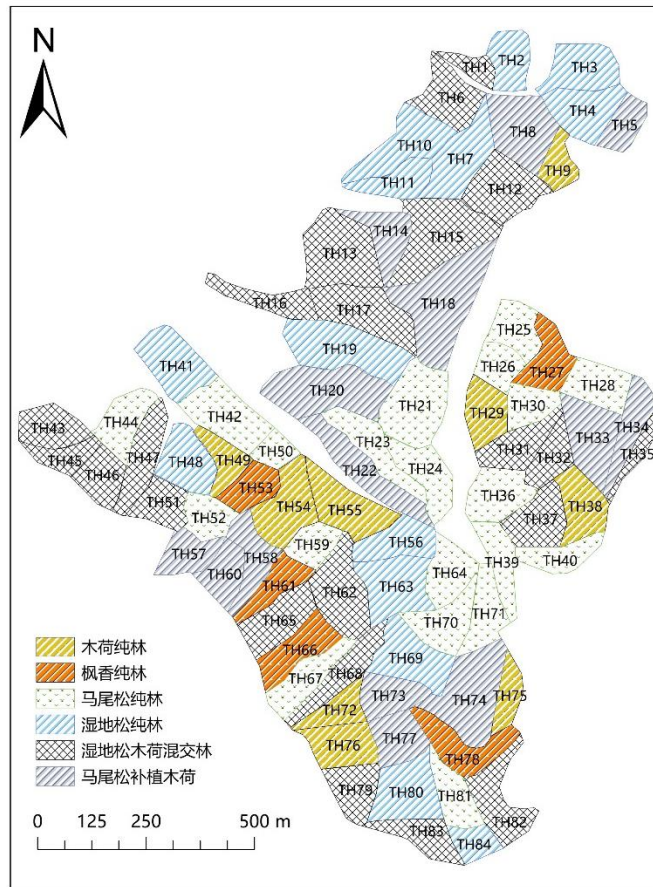 N
TH1
TH2
TH3
TH6
TH4
TH5
TH8
TH10
TH7
TH9
TH11
TH12
TH14
TH15
TH13
TH16
TH17
TH18
TH19
TH25
TH26
TH27
TH28
TH41
TH20
TH21
TH29
TH30
TH42
TH44
TH43
TH34
TH33
TH23
TH50
TH31
TH32
TH45
TH47
TH48
TH49
TH35
TH46
TH22
TH24
TH53
TH36
TH51
TH54
TH55
TH38
TH52
TH37
TH56
TH59
TH57
TH58
TH39
TH40
TH60
TH64
TH61
TH62
TH63
TH65
TH70
TH71
TH66
TH69
TH68
TH67
TH73
TH74
TH75
TH72
TH77
TH76
TH78
TH79
TH80
TH81
TH82
TH83
TH84
木荷纯林
枫香纯林
马尾松纯林
湿地松纯林
湿地松木荷混交林
马尾松补植木荷
0 125 250 500 m